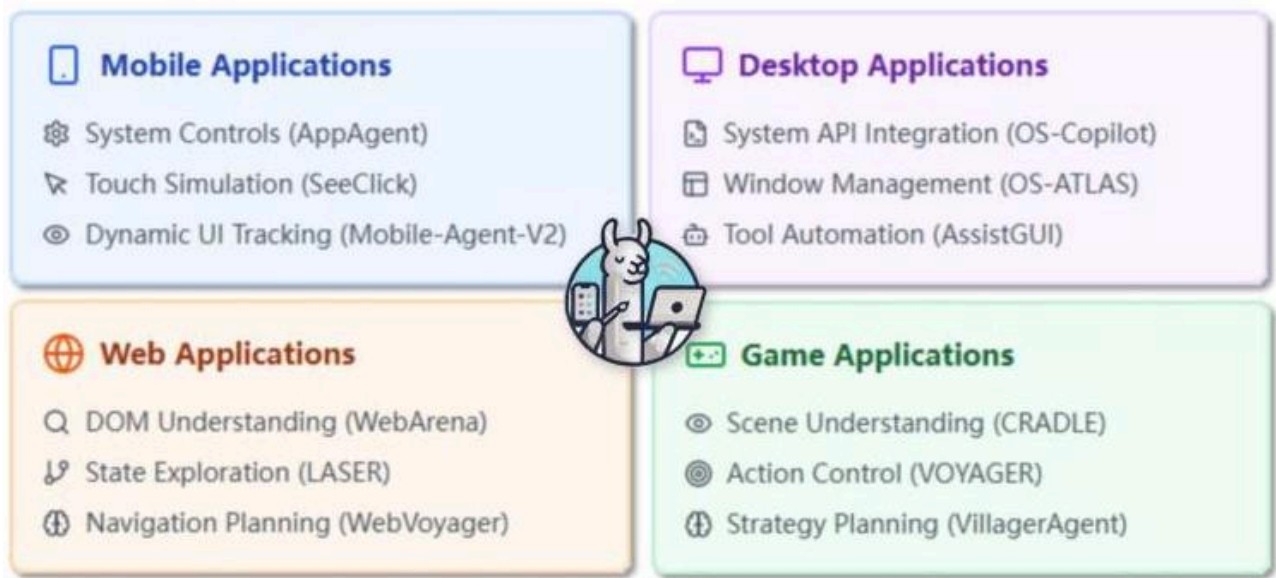 Mobile Applications
System Controls (AppAgent)
Touch Simulation (SeeClick)
Dynamic UI Tracking (Mobile-Agent-V2)
Desktop Applications
System API Integration (OS-Copilot)
Window Management (OS-ATLAS)
Tool Automation (AssistGUI)
Web Applications
DOM Understanding (WebArena)
State Exploration (LASER)
Navigation Planning (WebVoyager)
Game Applications
Scene Understanding (CRADLE)
Action Control (VOYAGER)
Strategy Planning (VillagerAgent)